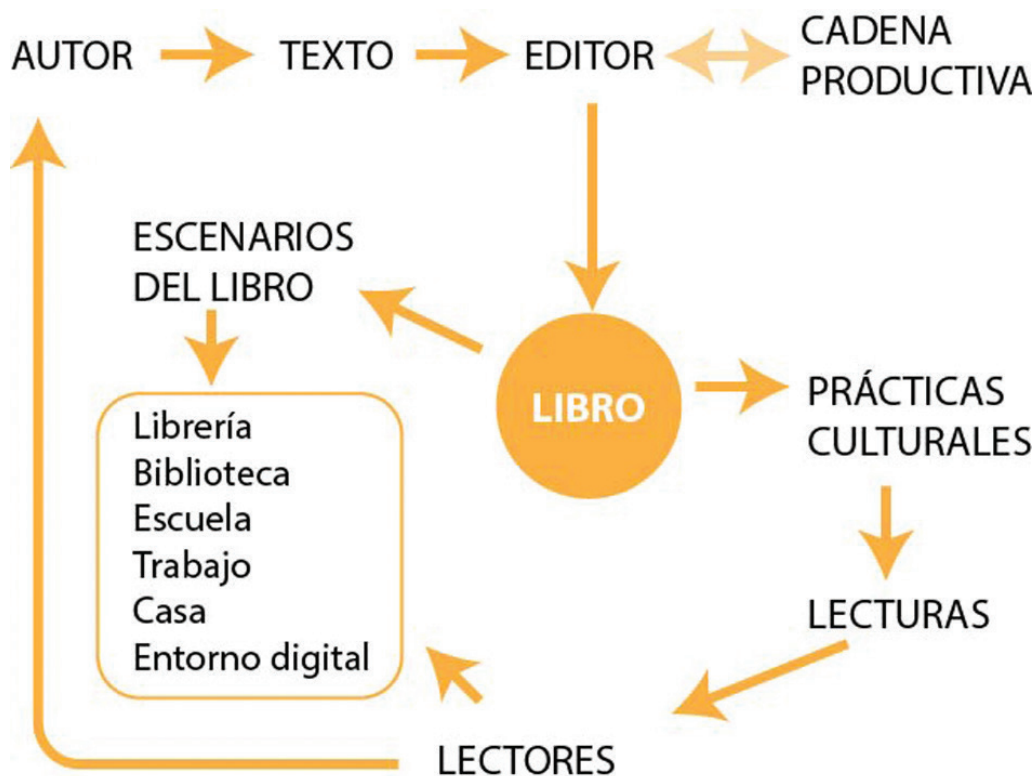 AUTOR
TEXTO
EDITOR
CADENA
PRODUCTIVA
ESCENARIOS
DEL LIBRO
LIBRO
PRÁCTICAS
CULTURALES
Librería
Biblioteca
Escuela
Trabajo
Casa
Entorno digital
LECTURAS
LECTORES